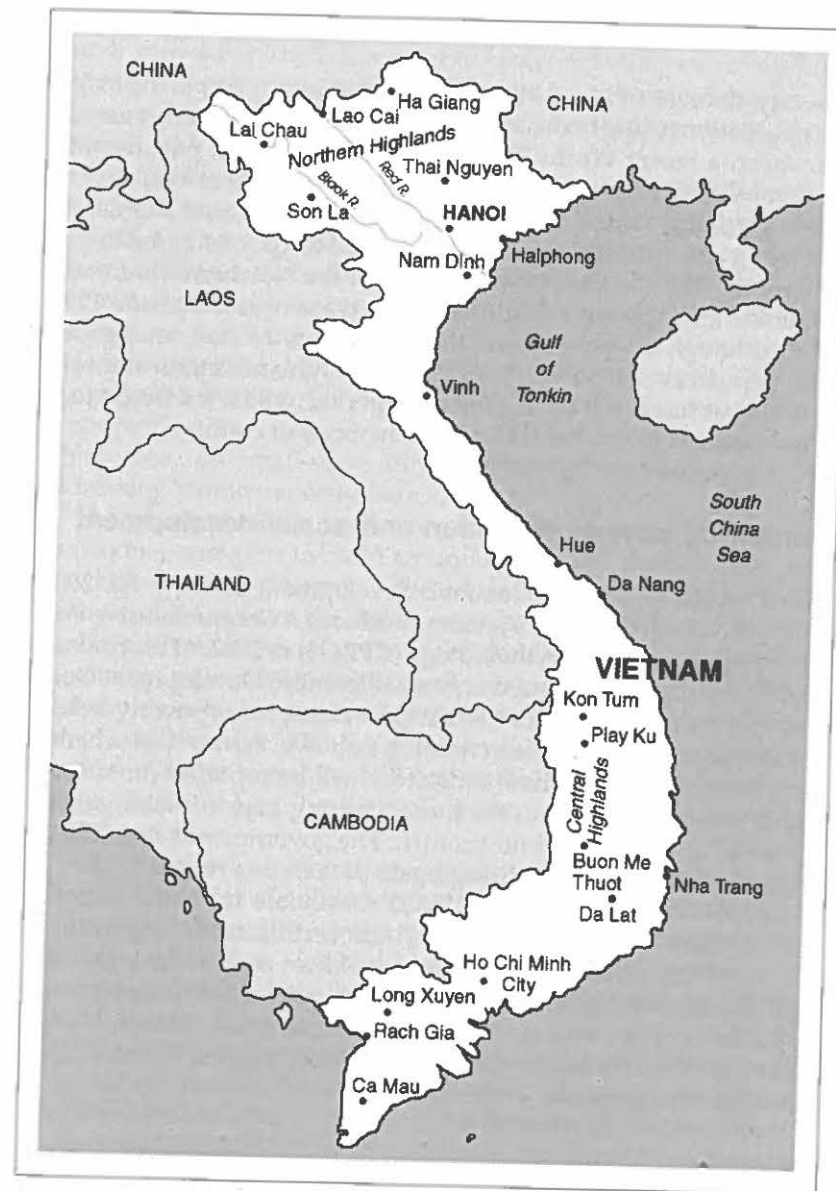 CHINA
Ha Giang
CHINA
Lao Cai
Lai Chau
Northern Highlands
Thai Nguyen
Red R.
Black R.
Son La
HANOI
Haiphong
Nam Dinh
LAOS
Gulf
of
Tonkin
Vinh
South
China
Sea
Hue
THAILAND
Da Nang
VIETNAM
Kon Tum
Play Ku
Central
Highlands
CAMBODIA
Buon Me
Thuot
Nha Trang
Da Lat
Ho Chi Minh
City
Long Xuyen
Rach Gia
Ca Mau